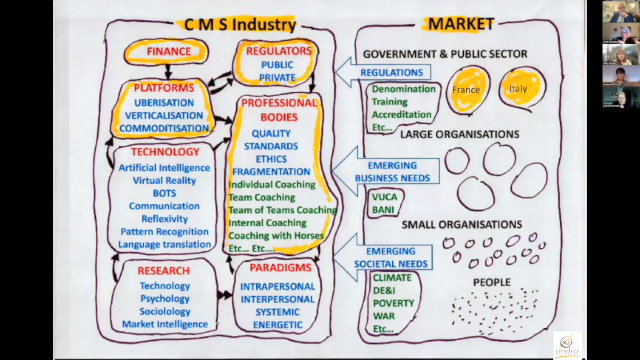 C M S Industry
FINANCE
PLATFORMS
UBERISATION
VERTICALISATION
COMMODITISATION
TECHNOLOGY
Artificial Intelligence
Virtual Reality
BOTS
Communication
Reflexivity
Pattern Recognition
Language translation
RESEARCH
Technology
Psychology
Sociolology
Market Intelligence
REGULATORS
PUBLIC
PRIVATE
PROFESSIONAL
BODIES
QUALITY
STANDARDS
ETHICS
FRAGMENTATION
Individual Coaching
Team Coaching
Team of Teams Coaching
Internal Coaching
Coaching with Horses
Etc... Etc....
PARADIGMS
INTRAPERSONAL
INTERPERSONAL
SYSTEMIC
ENERGETIC
MARKET
GOVERNMENT & PUBLIC SECTOR
REGULATIONS
Denomination
Training
Accreditation
Etc...
France
Italy
LARGE ORGANISATIONS
EMERGING
BUSINESS NEEDS
VUCA
BANI
SMALL ORGANISATIONS
EMERGING
SOCIETAL NEEDS
CLIMATE
DE&I
POVERTY
WAR
Etc...
PEOPLE